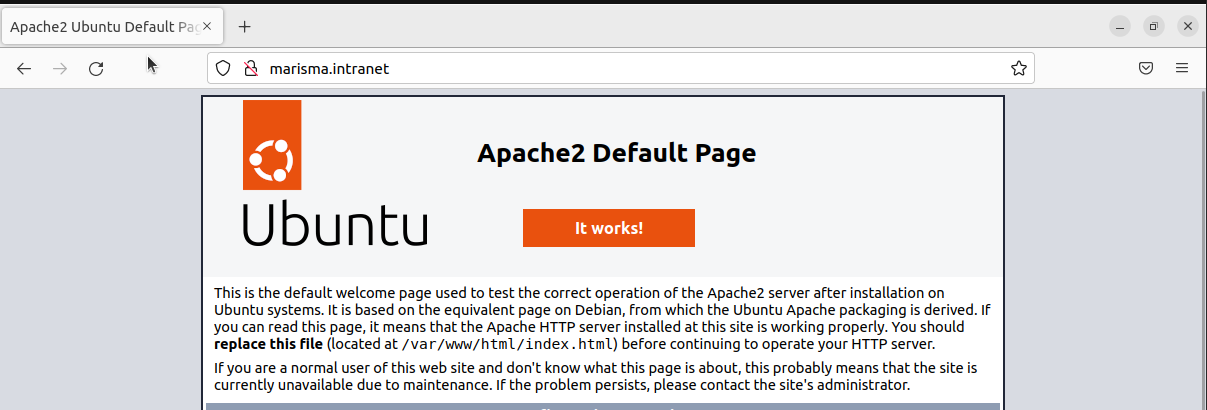 Apache2 Ubuntu Default Pag
marisma.intranet
Apache2 Default Page
Ubuntu
It works!
This is the default welcome page used to test the correct operation of the Apache2 server after installation on
Ubuntu systems. It is based on the equivalent page on Debian, from which the Ubuntu Apache packaging is derived. If
you can read this page, it means that the Apache HTTP server installed at this site is working properly. You should
replace this file (located at /var/www/html/index.html) before continuing to operate your HTTP server.
If you are a normal user of this web site and don't know what this page is about, this probably means that the site is
currently unavailable due to maintenance. If the problem persists, please contact the site's administrator.